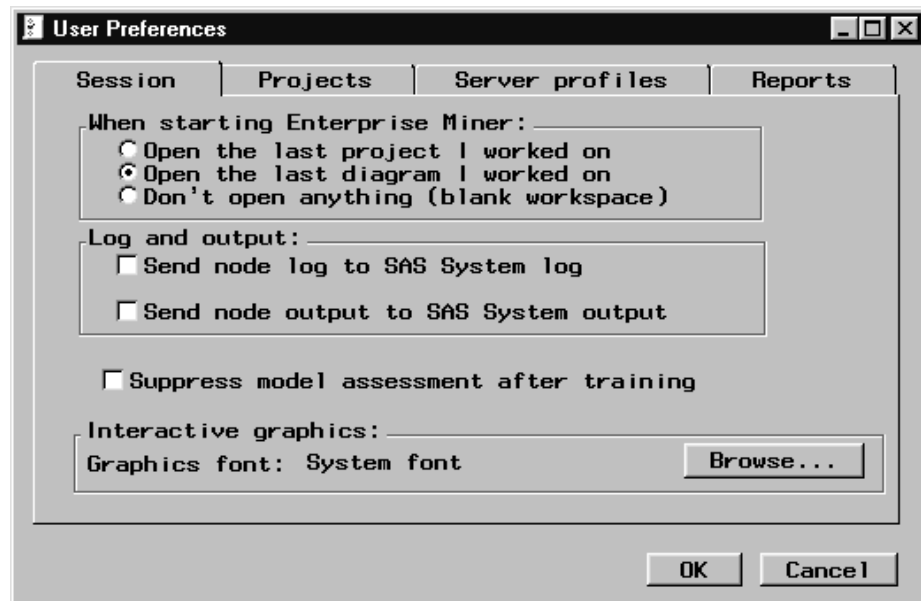 User Preferences
Session Projects Server profiles Reports
When starting Enterprise Miner:
Open the last project I worked on
Open the last diagram I worked on
Don't open anything (blank workspace)
Log and output:
Send node log to SAS System log
Send node output to SAS System output
Suppress model assessment after training
Interactive graphics:
Graphics font: System font Browse...
OK Cancel